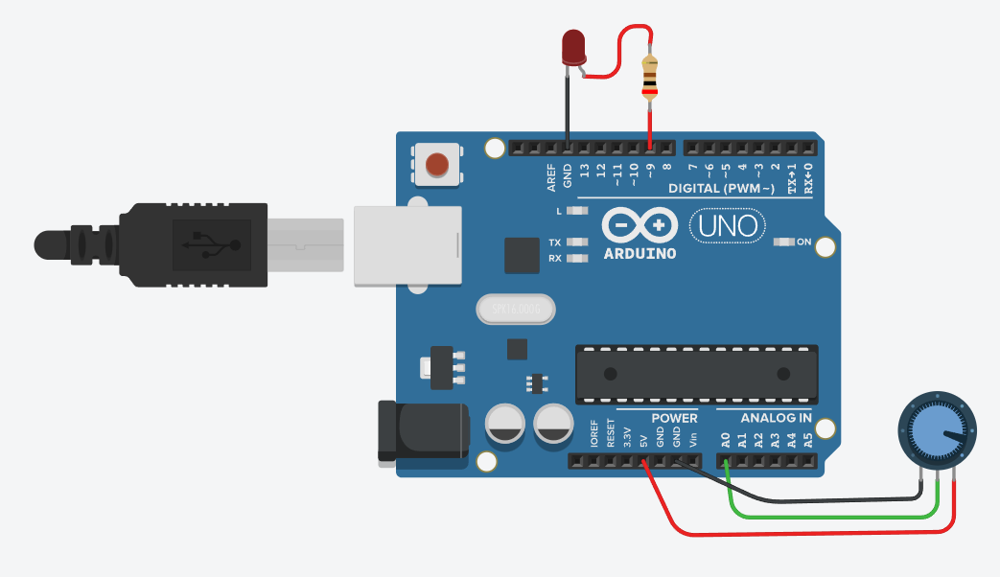 AREF
GND
13
12
~11
~10
~9
8
7
~6
~5
4
~3
2
TX→1
RX←0
DIGITAL (PWM~)
L
TX
RX
UNO
ON
ARDUINO
SPK16.000G
POWER
ANALOG IN
IOREF
RESET
3.3V
5V
GND
GND
Vin
A0
A1
A2
A3
A4
A5